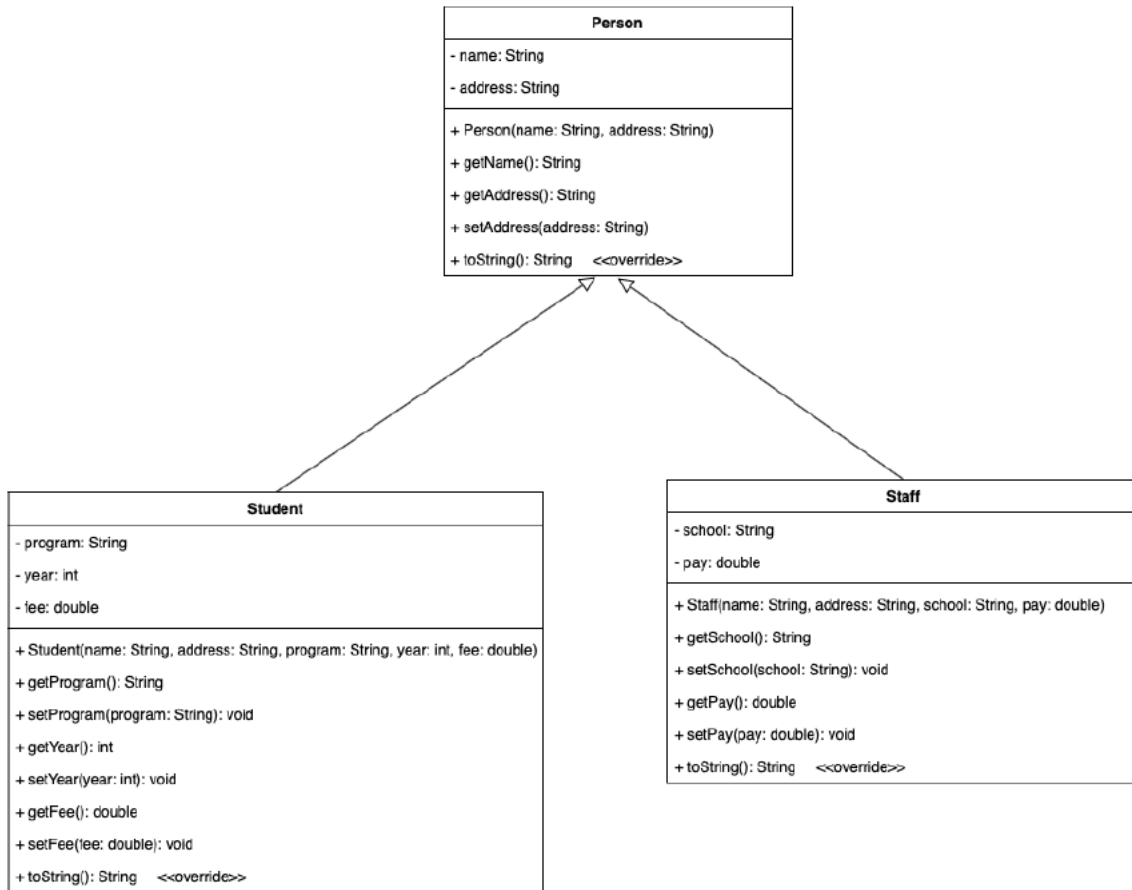 Person
- name: String
- address: String
+ Person(name: String, address: String)
+ getName(): String
+ getAddress(): String
+ setAddress(address: String)
+ toString(): String <<override>>
Student
- program: String
- year: int
- fee: double
+ Student(name: String, address: String, program: String, year: int, fee: double)
+ getProgram(): String
+ setProgram(program: String): void
+ getYear(): int
+ setYear(year: int): void
+ getFee(): double
+ setFee(fee: double): void
+ toString(): String <<override>>
Staff
- school: String
- pay: double
+ Staff(name: String, address: String, school: String, pay: double)
+ getSchool(): String
+ setSchool(school: String): void
+ getPay(): double
+ setPay(pay: double): void
+ toString(): String <<override>>